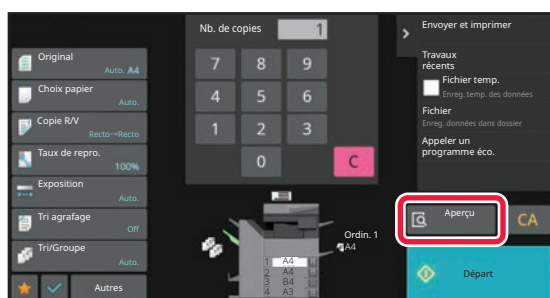 Original
Auto. A4
Choix papier
Auto.
Copie R/V
Recto→Recto
Taux de repro.
100%
Exposition
Auto.
Tri agrafage
Off
Tri/Groupe
Auto.
Autres
Nb. de copies 1
7 8 9
4 5 6
1 2 3
0 C
Ordin. 1
A4
1 A4
2 A4
3 B4
4 A3
Envoyer et imprimer
Travaux
récents
Fichier temp.
Enreg. temp. des données
Fichier
Enreg. données dans dossier
Appeler un
programme éco.
Aperçu
CA
Départ